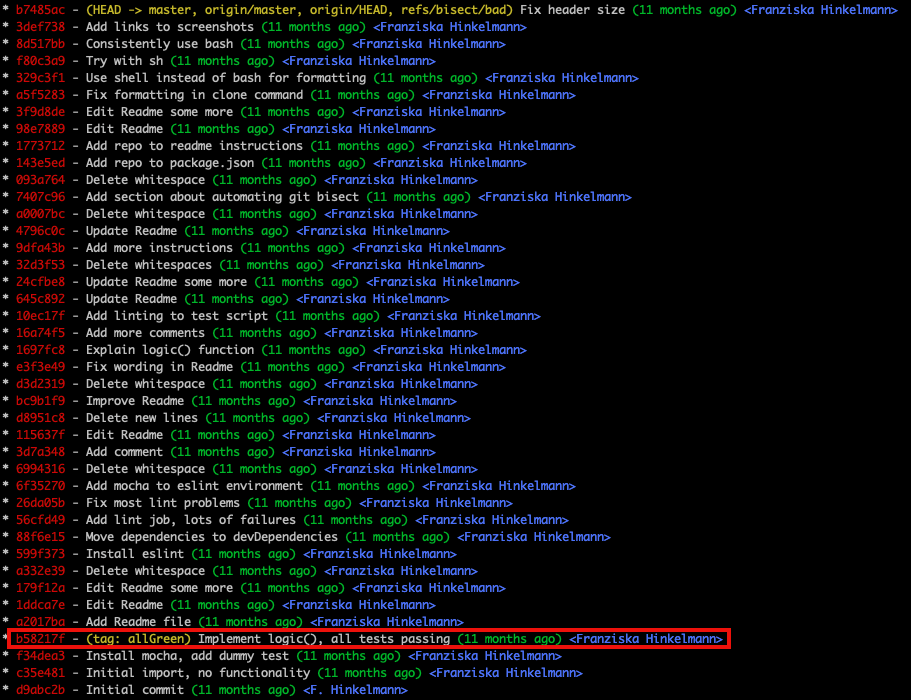 * b7485ac - (HEAD -> master, origin/master, origin/HEAD, refs/bisect/bad) Fix header size (11 months ago) <Franziska Hinkelmann>
* 3def738 - Add links to screenshots (11 months ago) <Franziska Hinkelmann>
* 8d517bb - Consistently use bash (11 months ago) <Franziska Hinkelmann>
* f80c3a9 - Try with sh (11 months ago) <Franziska Hinkelmann>
* 329c3f1 - Use shell instead of bash for formatting (11 months ago) <Franziska Hinkelmann>
* a5f5283 - Fix formatting in clone command (11 months ago) <Franziska Hinkelmann>
* 3f9d8de - Edit Readme some more (11 months ago) <Franziska Hinkelmann>
* 98e7889 - Edit Readme (11 months ago) <Franziska Hinkelmann>
* 1773712 - Add repo to readme instructions (11 months ago) <Franziska Hinkelmann>
* 143e5ed - Add repo to package.json (11 months ago) <Franziska Hinkelmann>
* 093a764 - Delete whitespace (11 months ago) <Franziska Hinkelmann>
* 7407c96 - Add section about automating git bisect (11 months ago) <Franziska Hinkelmann>
* a0007bc - Delete whitespace (11 months ago) <Franziska Hinkelmann>
* 4796c0c - Update Readme (11 months ago) <Franziska Hinkelmann>
* 9dfa43b - Add more instructions (11 months ago) <Franziska Hinkelmann>
* 32d3f53 - Delete whitespaces (11 months ago) <Franziska Hinkelmann>
* 24cfbe8 - Update Readme some more (11 months ago) <Franziska Hinkelmann>
* 645c892 - Update Readme (11 months ago) <Franziska Hinkelmann>
* 10ec17f - Add linting to test script (11 months ago) <Franziska Hinkelmann>
* 16a74f5 - Add more comments (11 months ago) <Franziska Hinkelmann>
* 1697fc8 - Explain logic() function (11 months ago) <Franziska Hinkelmann>
* e3f3e49 - Fix wording in Readme (11 months ago) <Franziska Hinkelmann>
* d3d2319 - Delete whitespace (11 months ago) <Franziska Hinkelmann>
* bc9b1f9 - Improve Readme (11 months ago) <Franziska Hinkelmann>
* d8951c8 - Delete new lines (11 months ago) <Franziska Hinkelmann>
* 115637f - Edit Readme (11 months ago) <Franziska Hinkelmann>
* 3d7a348 - Add comment (11 months ago) <Franziska Hinkelmann>
* 6994316 - Delete whitespace (11 months ago) <Franziska Hinkelmann>
* 6f35270 - Add mocha to eslint environment (11 months ago) <Franziska Hinkelmann>
* 26da05b - Fix most lint problems (11 months ago) <Franziska Hinkelmann>
* 56cfd49 - Add lint job, lots of failures (11 months ago) <Franziska Hinkelmann>
* 88f6e15 - Move dependencies to devDependencies (11 months ago) <Franziska Hinkelmann>
* 599f373 - Install eslint (11 months ago) <Franziska Hinkelmann>
* a332e39 - Delete whitespace (11 months ago) <Franziska Hinkelmann>
* 179f12a - Edit Readme some more (11 months ago) <Franziska Hinkelmann>
* 1ddca7e - Edit Readme (11 months ago) <Franziska Hinkelmann>
* a2017ba - Add Readme file (11 months ago) <Franziska Hinkelmann>
* b58217f - (tag: allGreen) Implement logic(), all tests passing (11 months ago) <Franziska Hinkelmann>
* f34dea3 - Install mocha, add dummy test (11 months ago) <Franziska Hinkelmann>
* c35e481 - Initial import, no functionality (11 months ago) <Franziska Hinkelmann>
* d9abc2b - Initial commit (11 months ago) <F. Hinkelmann>